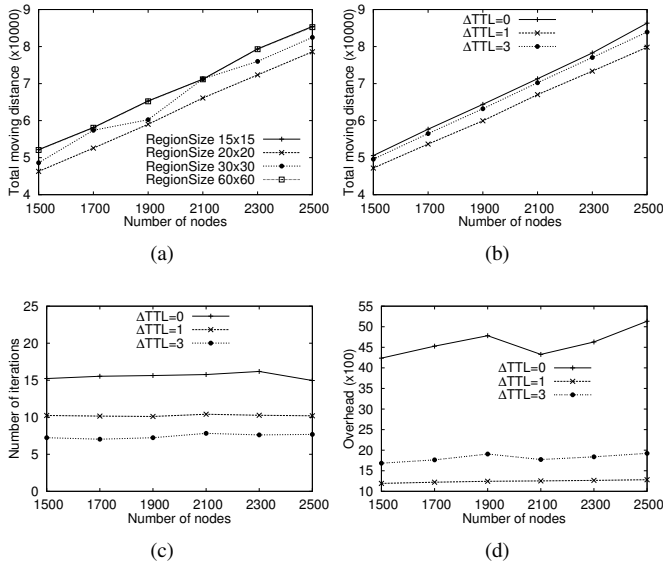 Total moving distance (x10000)
9
8
7
6
5
4
RegionSize 15x15
RegionSize 20x20
RegionSize 30x30
RegionSize 60x60
1500 1700 1900 2100 2300 2500
Number of nodes
(a)
Total moving distance (x10000)
9
8
7
6
5
4
ΔTTL=0
ΔTTL=1
ΔTTL=3
1500 1700 1900 2100 2300 2500
Number of nodes
(b)
Number of iterations
25
20
15
10
5
0
ΔTTL=0
ΔTTL=1
ΔTTL=3
1500 1700 1900 2100 2300 2500
Number of nodes
(c)
Overhead (x100)
55
50
45
40
35
30
25
20
15
10
ΔTTL=0
ΔTTL=1
ΔTTL=3
1500 1700 1900 2100 2300 2500
Number of nodes
(d)